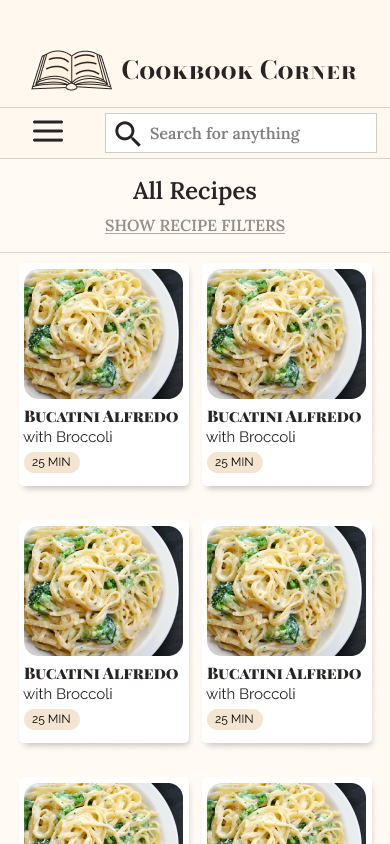 Cookbook Corner
Search for anything
All Recipes
SHOW RECIPE FILTERS
Bucatini Alfredo
with Broccoli
25 MIN
Bucatini Alfredo
with Broccoli
25 MIN
Bucatini Alfredo
with Broccoli
25 MIN
Bucatini Alfredo
with Broccoli
25 MIN